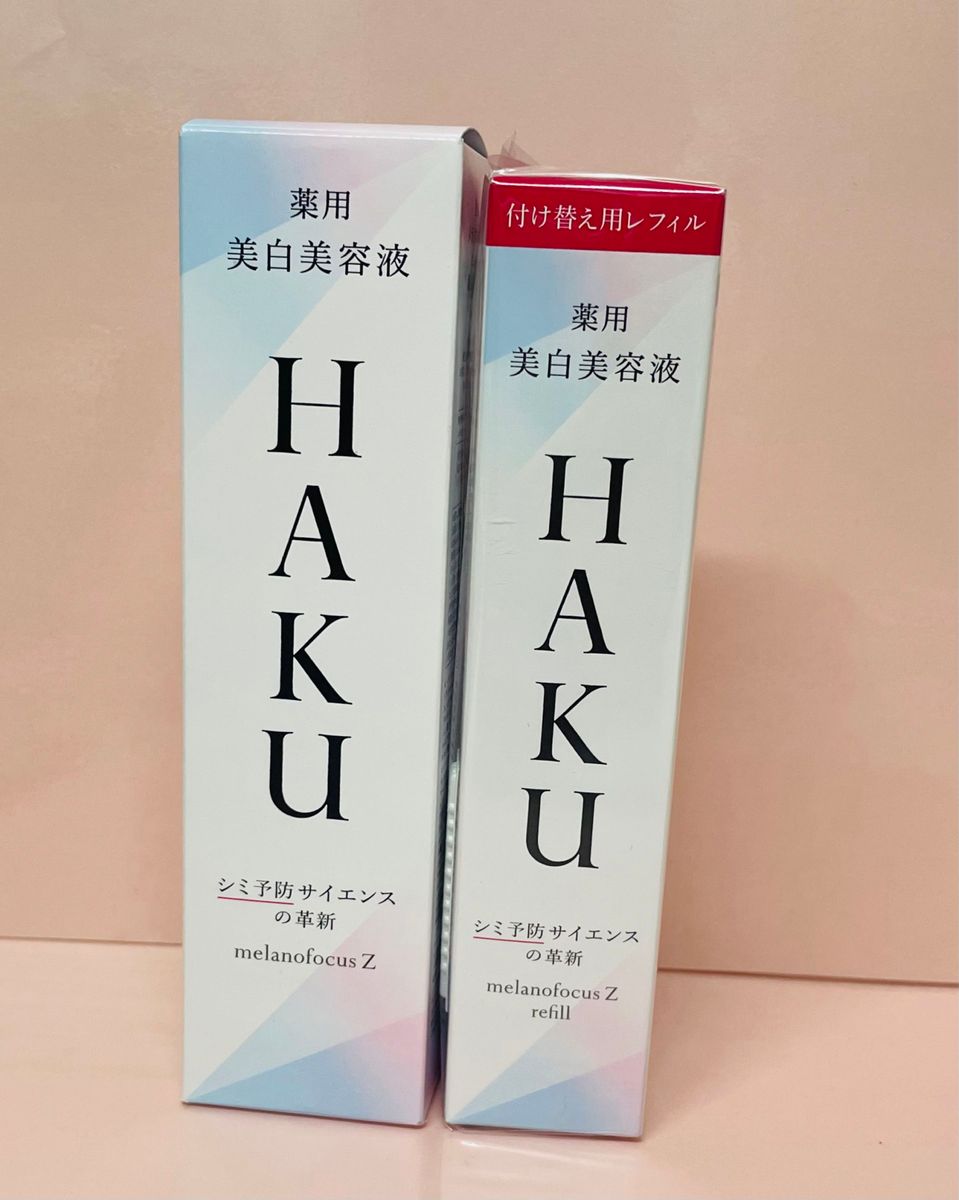 薬用
美白美容液
HAKU
シミ予防サイエンス
の革新
melanofocus Z
付け替え用レフィル
薬用
美白美容液
HAKU
シミ予防サイエンス
の革新
melanofocus Z
refill